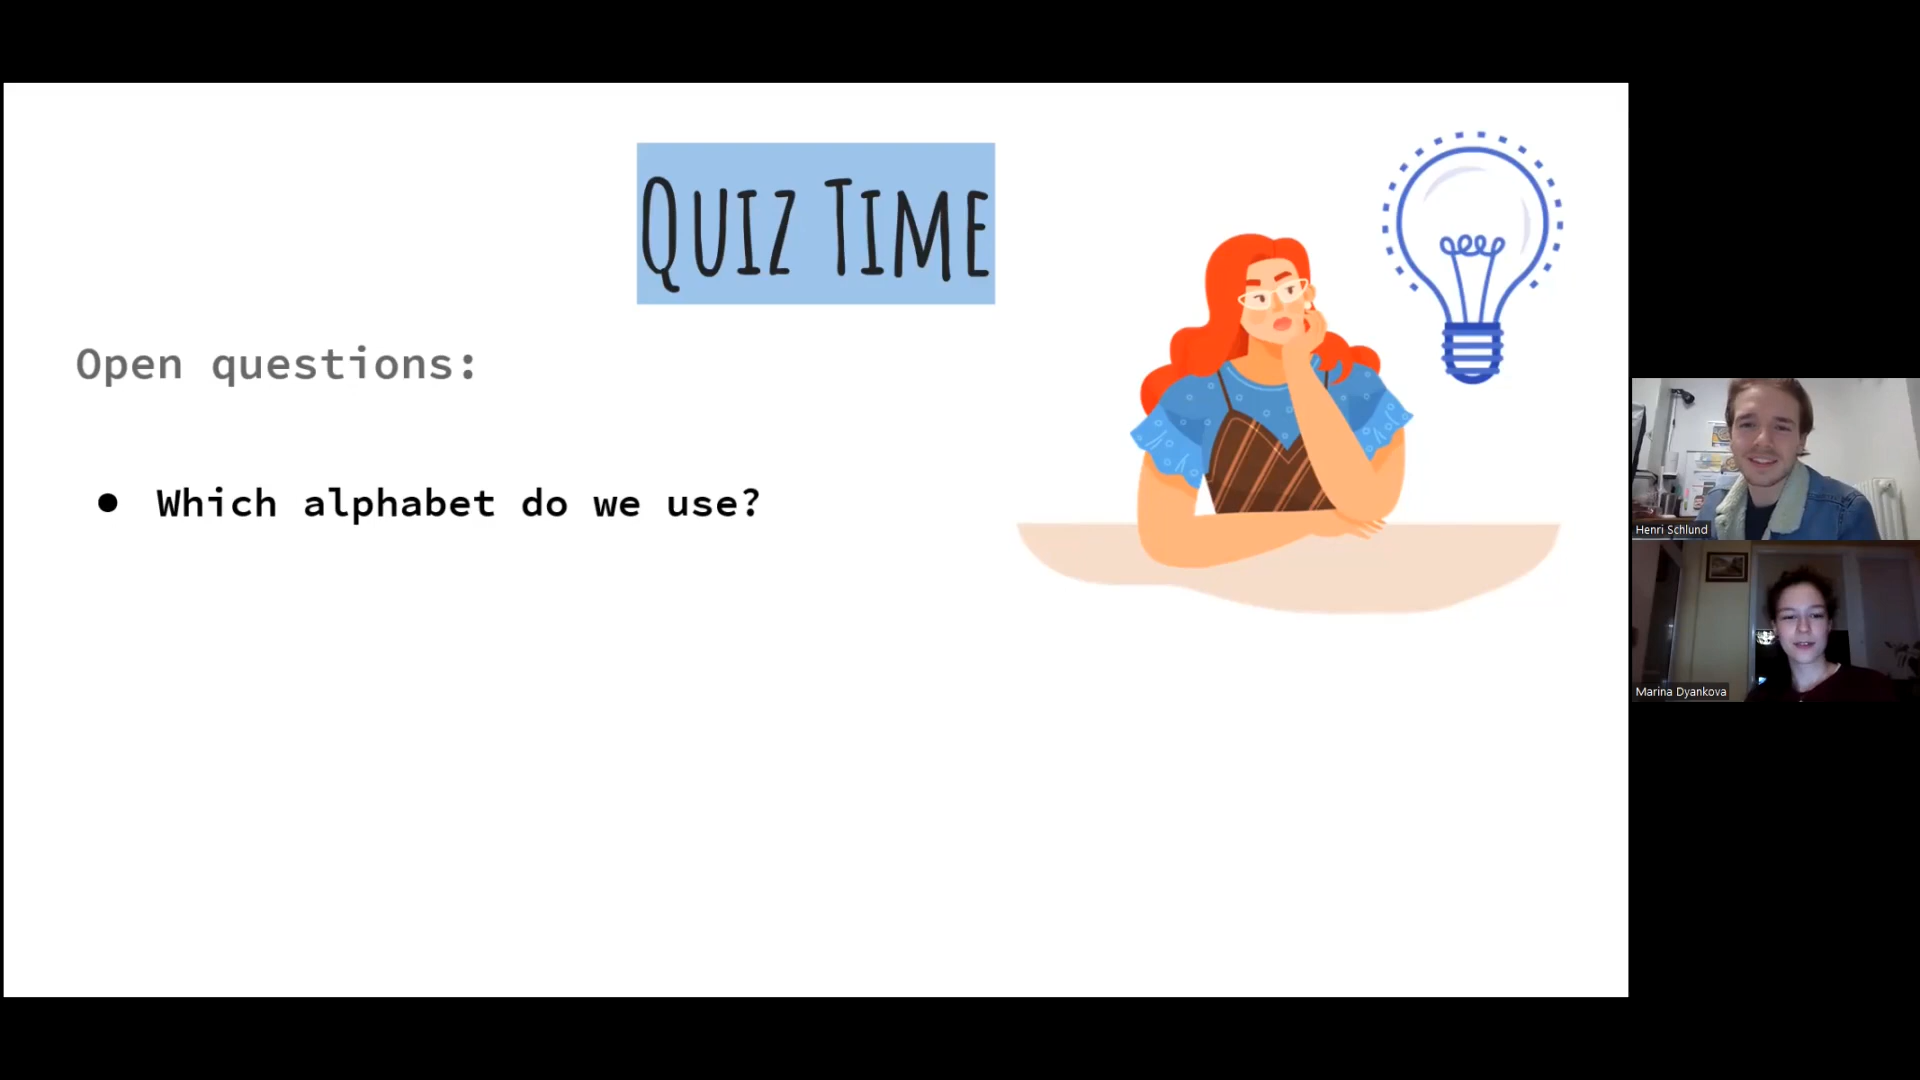 Quiz Time
Open questions:
● Which alphabet do we use?
Henri Schlund
Marina Dyankova